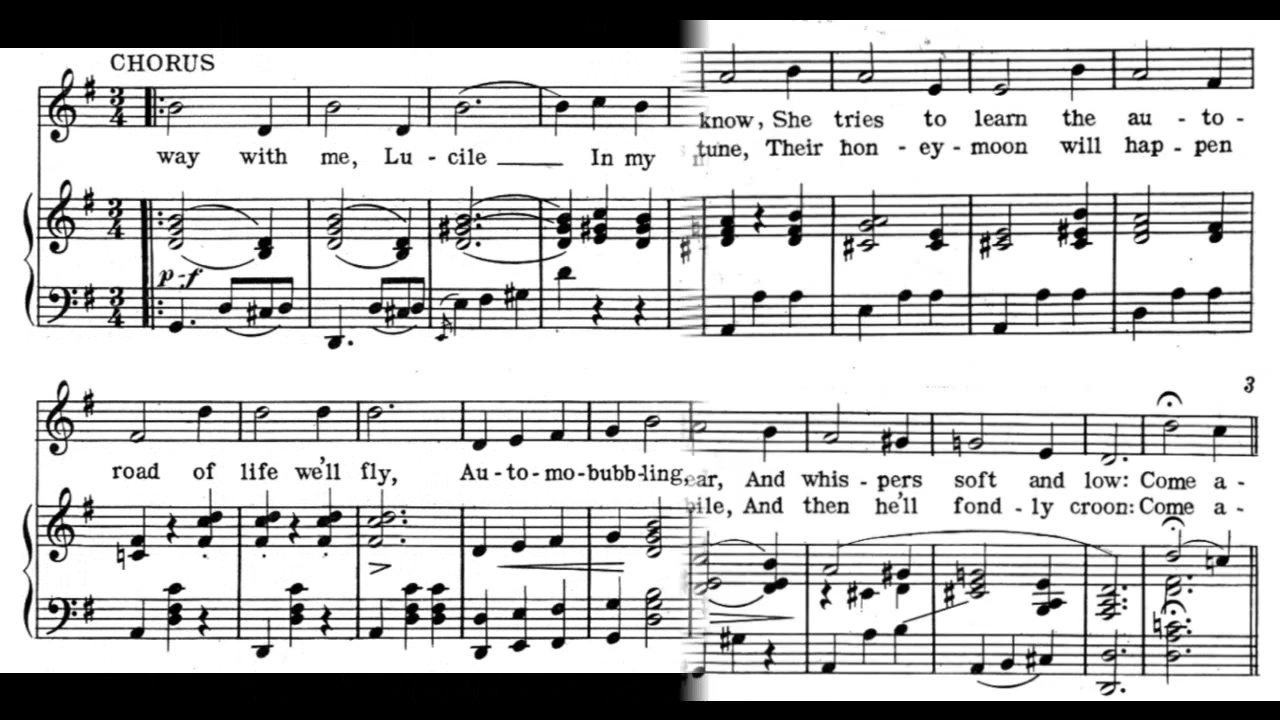 CHORUS
know, She tries to learn the au - to -
way with me, Lu - cile In my
tune, Their hon - ey - moon will hap - pen
p-f
3
road of life we'll fly, Au - to - mo - bubb - ling,
ear, And whis - pers soft and low: Come a -
bile, And then he'll fond - ly croon: Come a -